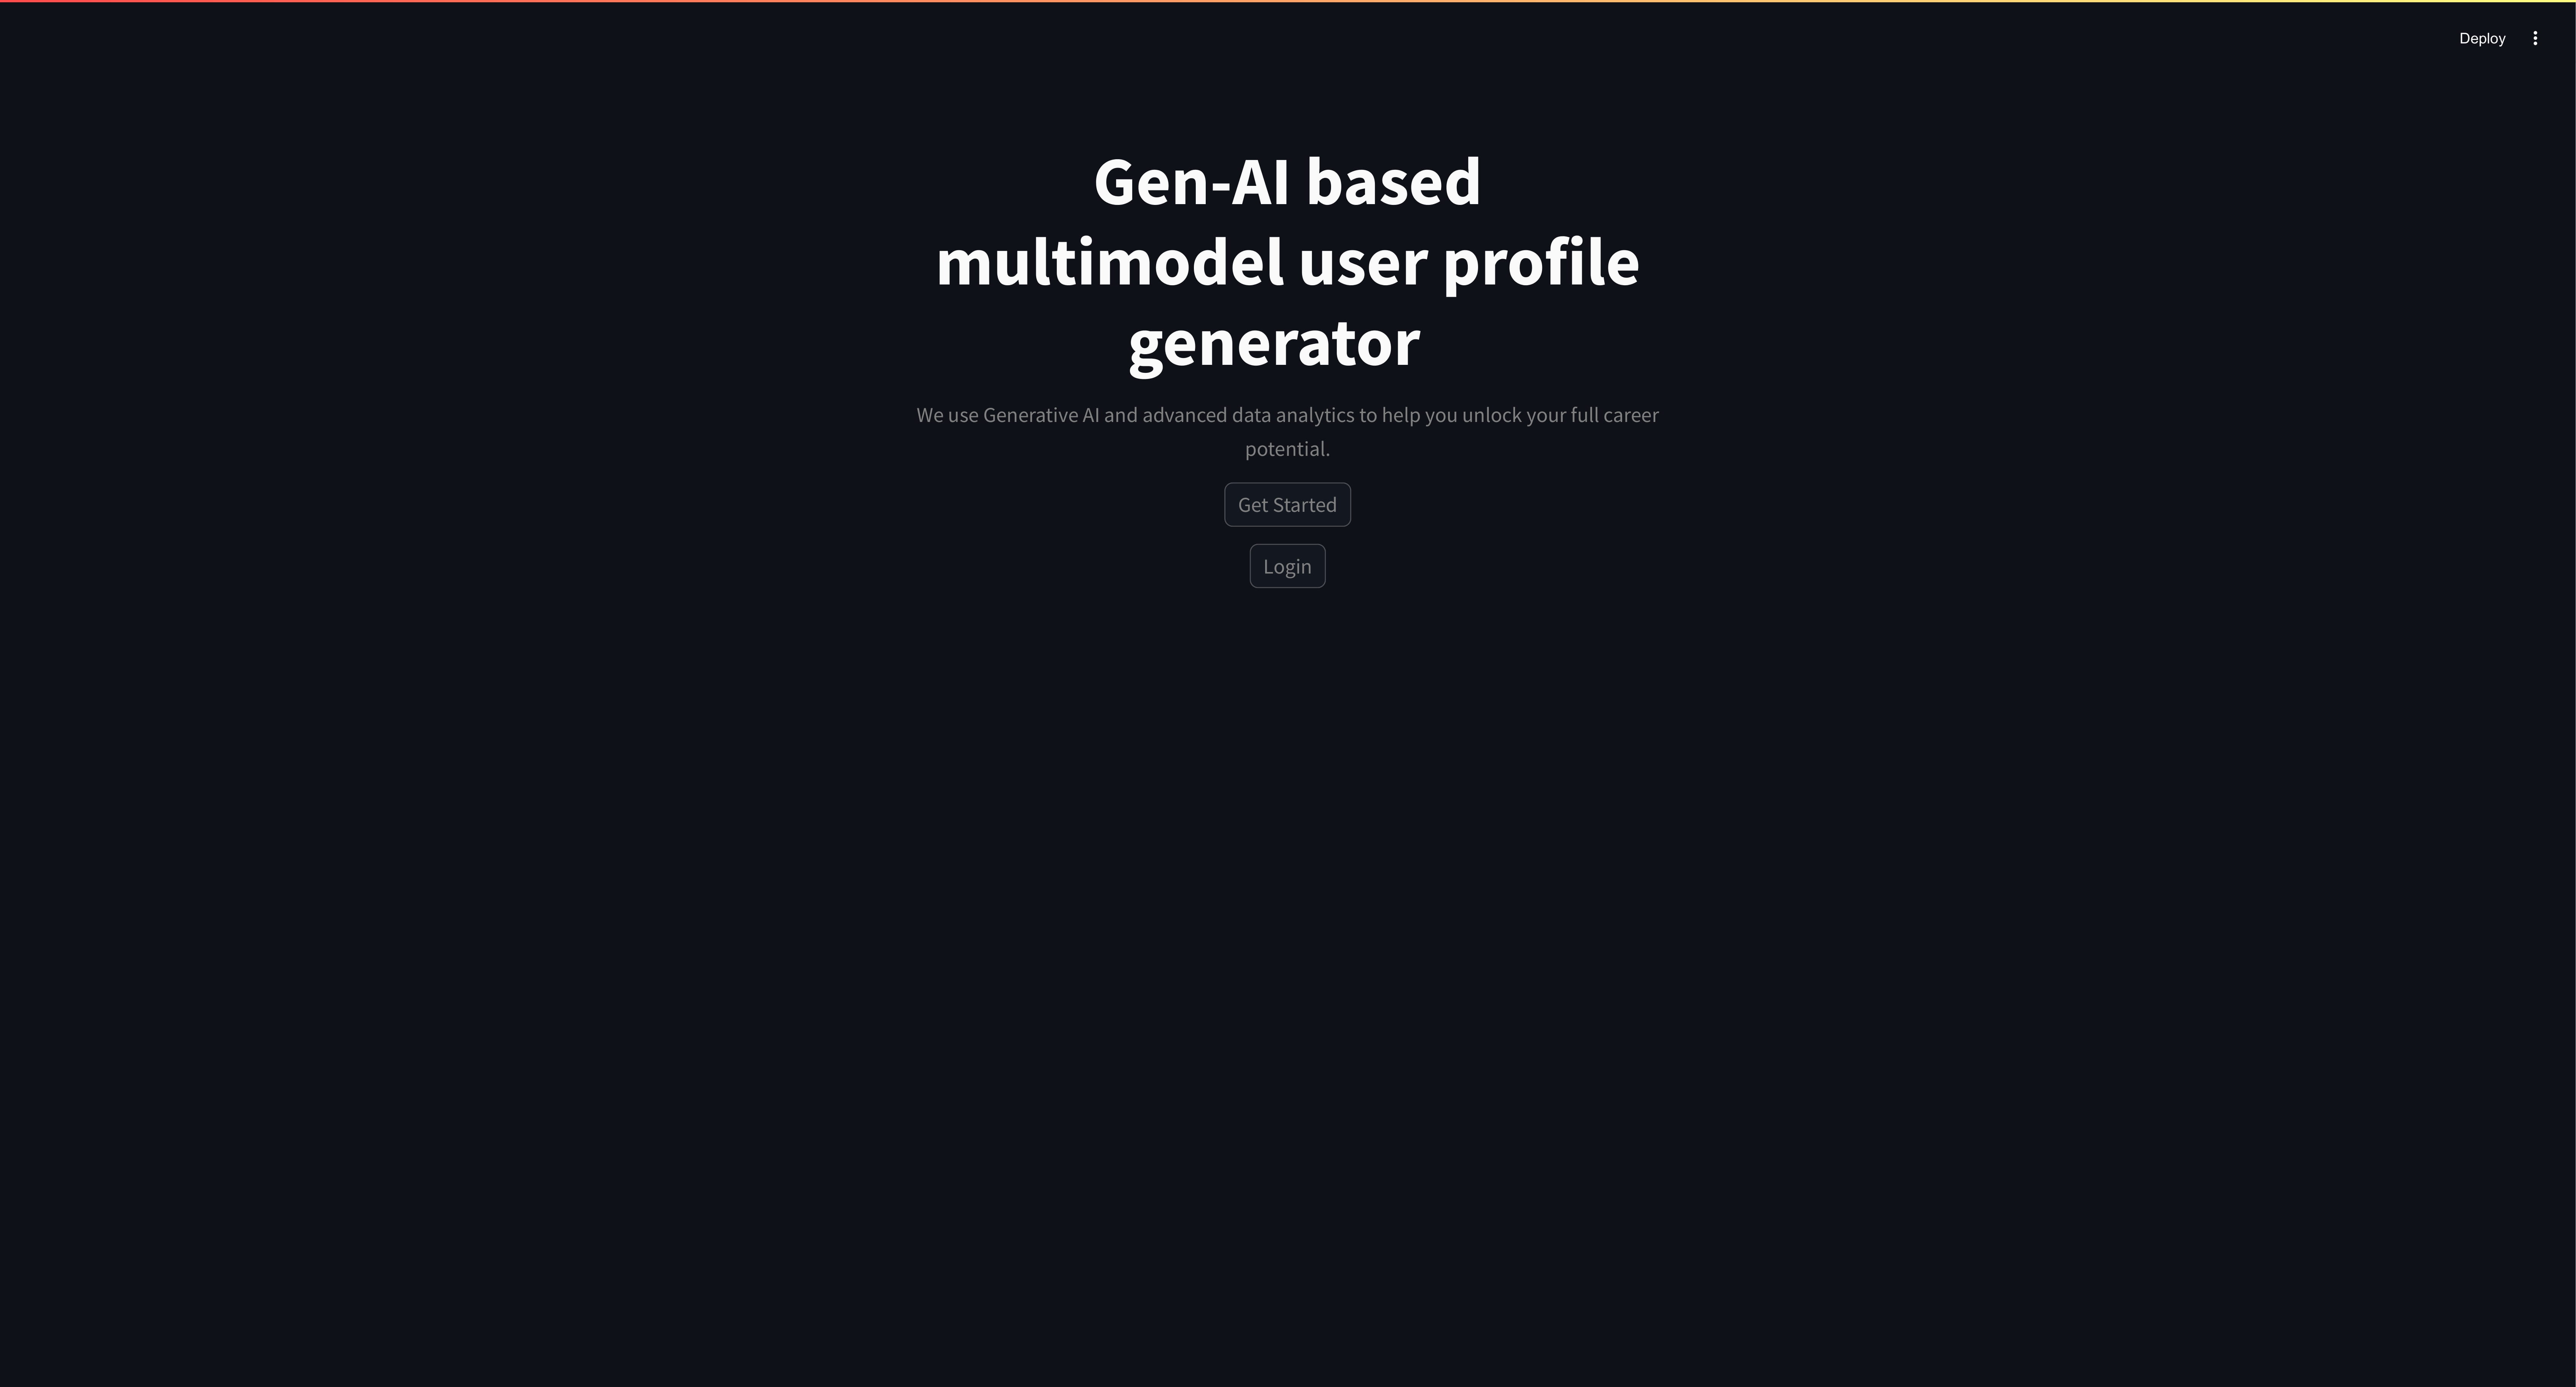 Deploy
Gen-AI based
multimodel user profile
generator
We use Generative AI and advanced data analytics to help you unlock your full career
potential.
Get Started
Login